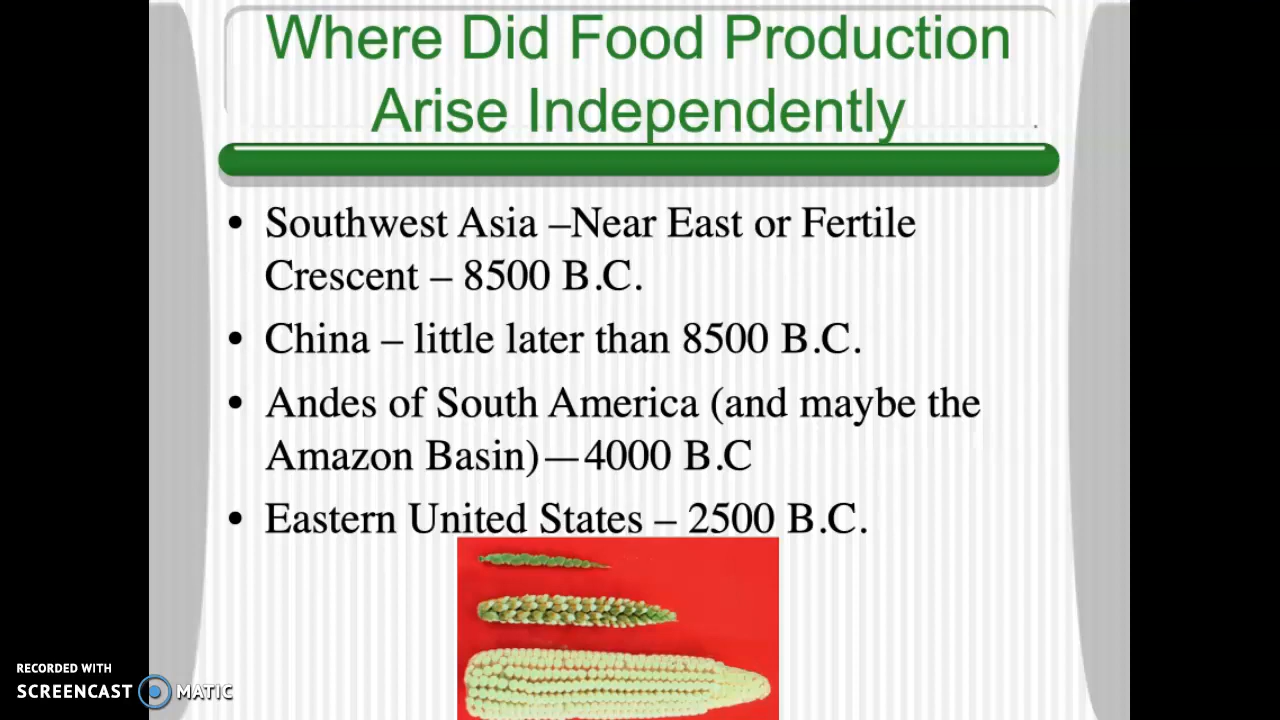 Where Did Food Production
Arise Independently
• Southwest Asia –Near East or Fertile
Crescent – 8500 B.C.
• China – little later than 8500 B.C.
• Andes of South America (and maybe the
Amazon Basin)—4000 B.C
• Eastern United States – 2500 B.C.
RECORDED WITH
SCREENCAST MATIC